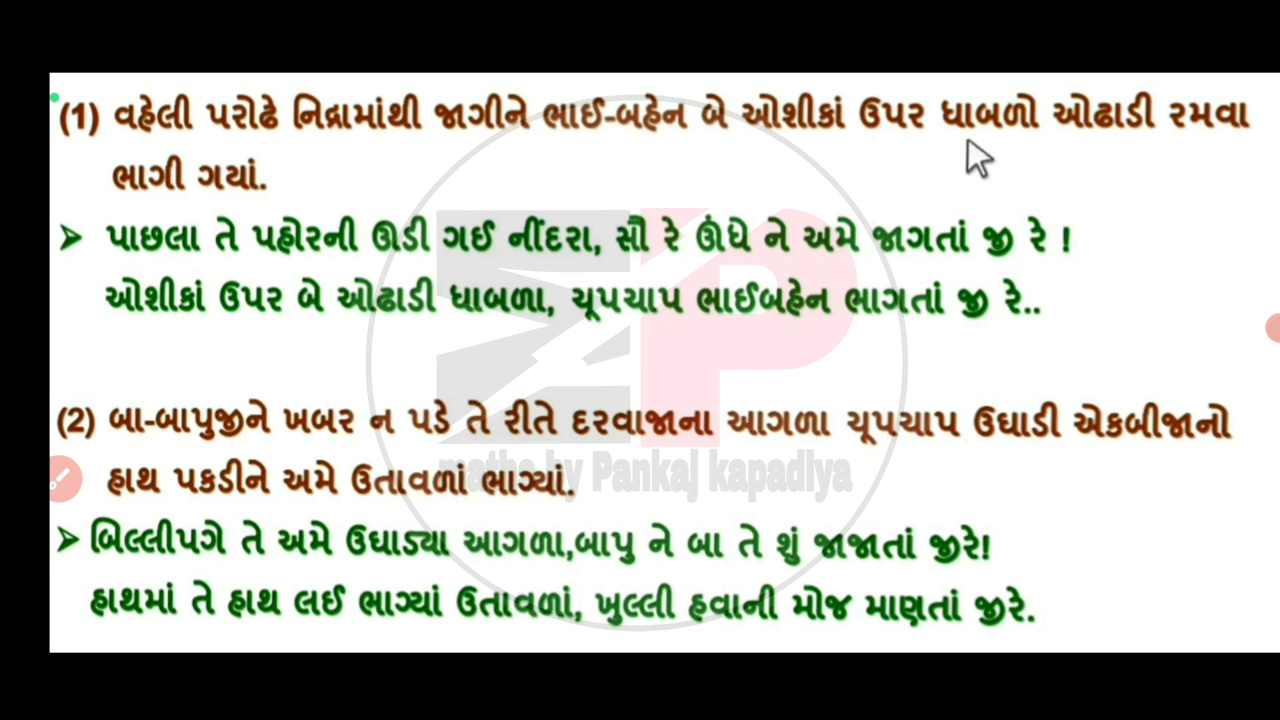 (1) વહેલી પરોઢે નિદ્રામાંથી જાગીને ભાઈ-બહેન બે ઓશીકાં ઉપર ધાબળો ઓઢાડી રમવા
ભાગી ગયાં.
➢ પાછલા તે પહોરની ઊડી ગઈ નીંદરા, સૌ રે ઊંઘે ને અમે જાગતાં જી રે !
ઓશીકાં ઉપર બે ઓઢાડી ધાબળા, ચૂપચાપ ભાઈબહેન ભાગતાં જી રે..
(2) બા-બાપુજીને ખબર ન પડે તે રીતે દરવાજાના આગળા ચૂપચાપ ઉઘાડી એકબીજાનો
હાથ પકડીને અમે ઉતાવળાં ભાગ્યાં.
maths by Pankaj kapadiya
➢ બિલ્લીપગે તે અમે ઉઘાડ્યા આગળા,બાપુ ને બા તે શું જાજાતાં જીરે!
હાથમાં તે હાથ લઈ ભાગ્યાં ઉતાવળાં, ખુલ્લી હવાની મોજ માણતાં જીરે.